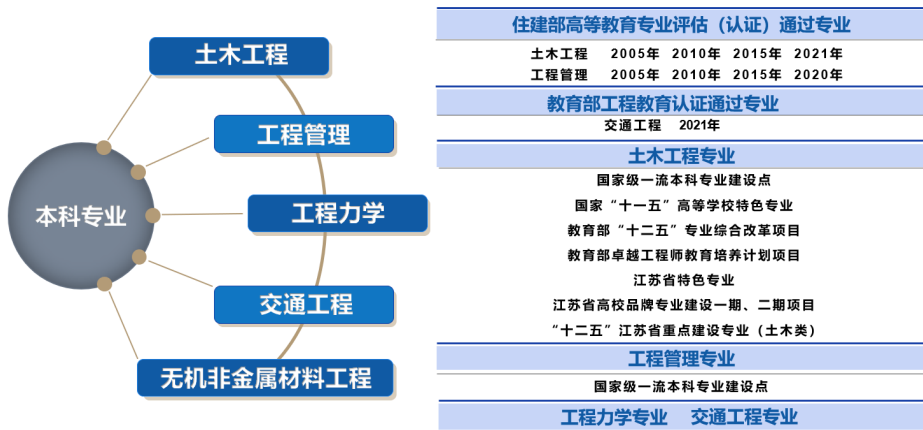 本科专业
土木工程
工程管理
工程力学
交通工程
无机非金属材料工程
住建部高等教育专业评估（认证）通过专业
土木工程 2005年 2010年 2015年 2021年
工程管理 2005年 2010年 2015年 2020年
教育部工程教育认证通过专业
交通工程 2021年
土木工程专业
国家级一流本科专业建设点
国家“十一五”高等学校特色专业
教育部“十二五”专业综合改革项目
教育部卓越工程师教育培养计划项目
江苏省特色专业
江苏省高校品牌专业建设一期、二期项目
“十二五”江苏省重点建设专业（土木类）
工程管理专业
国家级一流本科专业建设点
工程力学专业 交通工程专业